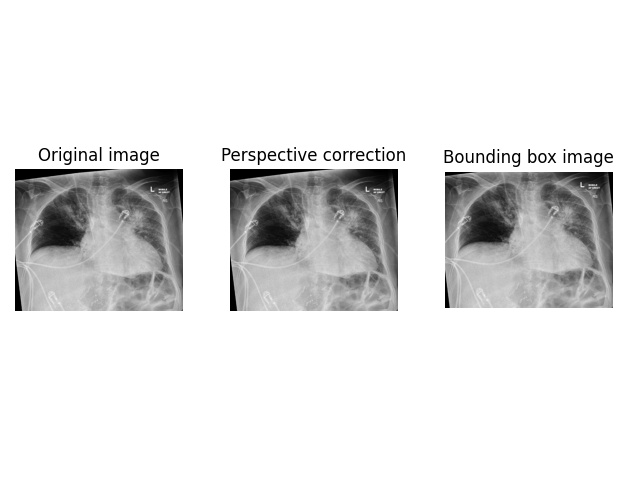 Original image
Perspective correction
Bounding box image
L
L
L